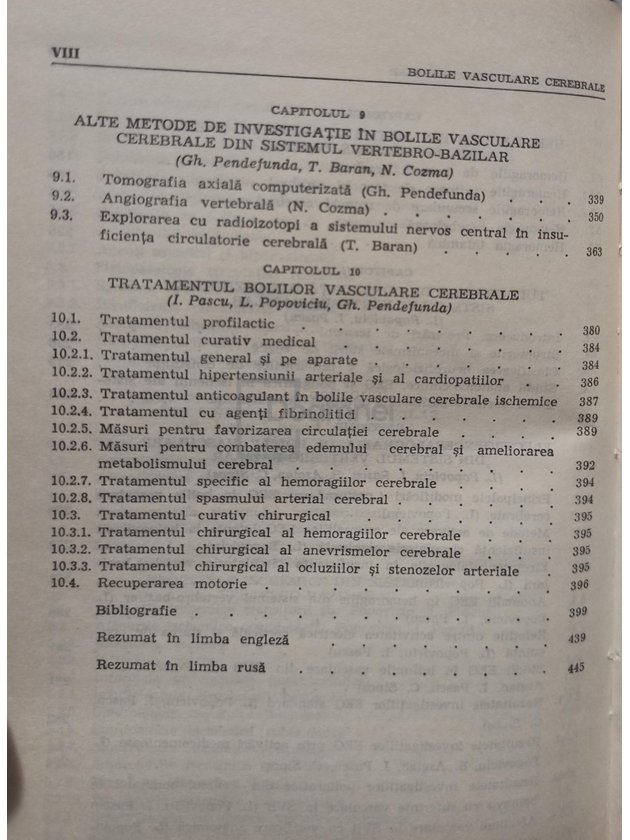 VIII
BOLILE VASCULARE CEREBRALE
CAPITOLUL 9
ALTE METODE DE INVESTIGAȚIE ÎN BOLILE VASCULARE
CEREBRALE DIN SISTEMUL VERTEBRO-BAZILAR
(Gh. Pendefunda, T. Baran, N. Cozma)
9.1. Tomografia axială computerizată (Gh. Pendefunda) . . . 339
9.2. Angiografia vertebrală (N. Cozma) . . . . . . . 350
9.3. Explorarea cu radioizotopi a sistemului nervos central în insu-
ficiența circulatorie cerebrală (T. Baran) . . . . . 363
CAPITOLUL 10
TRATAMENTUL BOLILOR VASCULARE CEREBRALE
(I. Pascu, L. Popoviciu, Gh. Pendefunda)
10.1. Tratamentul profilactic . . . . . . . . . 380
10.2. Tratamentul curativ medical . . . . . . . . 384
10.2.1. Tratamentul general și pe aparate . . . . . . . 384
10.2.2. Tratamentul hipertensiunii arteriale și al cardiopatiilor . . 386
10.2.3. Tratamentul anticoagulant în bolile vasculare cerebrale ischemice 387
10.2.4. Tratamentul cu agenți fibrinolitici . . . . . . . 389
10.2.5. Măsuri pentru favorizarea circulației cerebrale . . . . 389
10.2.6. Măsuri pentru combaterea edemului cerebral și ameliorarea
metabolismului cerebral . . . . . . . . . 392
10.2.7. Tratamentul specific al hemoragiilor cerebrale . . . . 394
10.2.8. Tratamentul spasmului arterial cerebral . . . . . . 394
10.3. Tratamentul curativ chirurgical . . . . . . . 395
10.3.1. Tratamentul chirurgical al hemoragiilor cerebrale . . . 395
10.3.2. Tratamentul chirurgical al anevrismelor cerebrale . . . 395
10.3.3. Tratamentul chirurgical al ocluziilor și stenozelor arteriale . 395
10.4. Recuperarea motorie . . . . . . . . . . 396
Bibliografie . . . . . . . . . . . . 399
Rezumat în limba engleză . . . . . . . . 439
Rezumat în limba rusă . . . . . . . . . 445